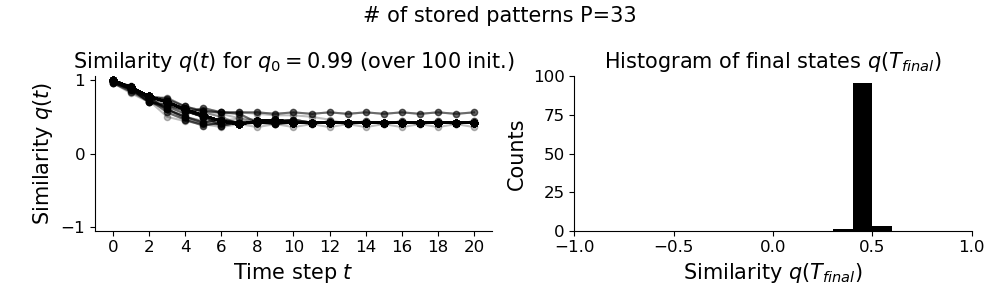 # of stored patterns P=33
Similarity q(t) for q₀ = 0.99 (over 100 init.)
Similarity q(t)
1
0
−1
0 2 4 6 8 10 12 14 16 18 20
Time step t
Histogram of final states q(T_final)
Counts
100
75
50
25
0
−1.0 −0.5 0.0 0.5 1.0
Similarity q(T_final)